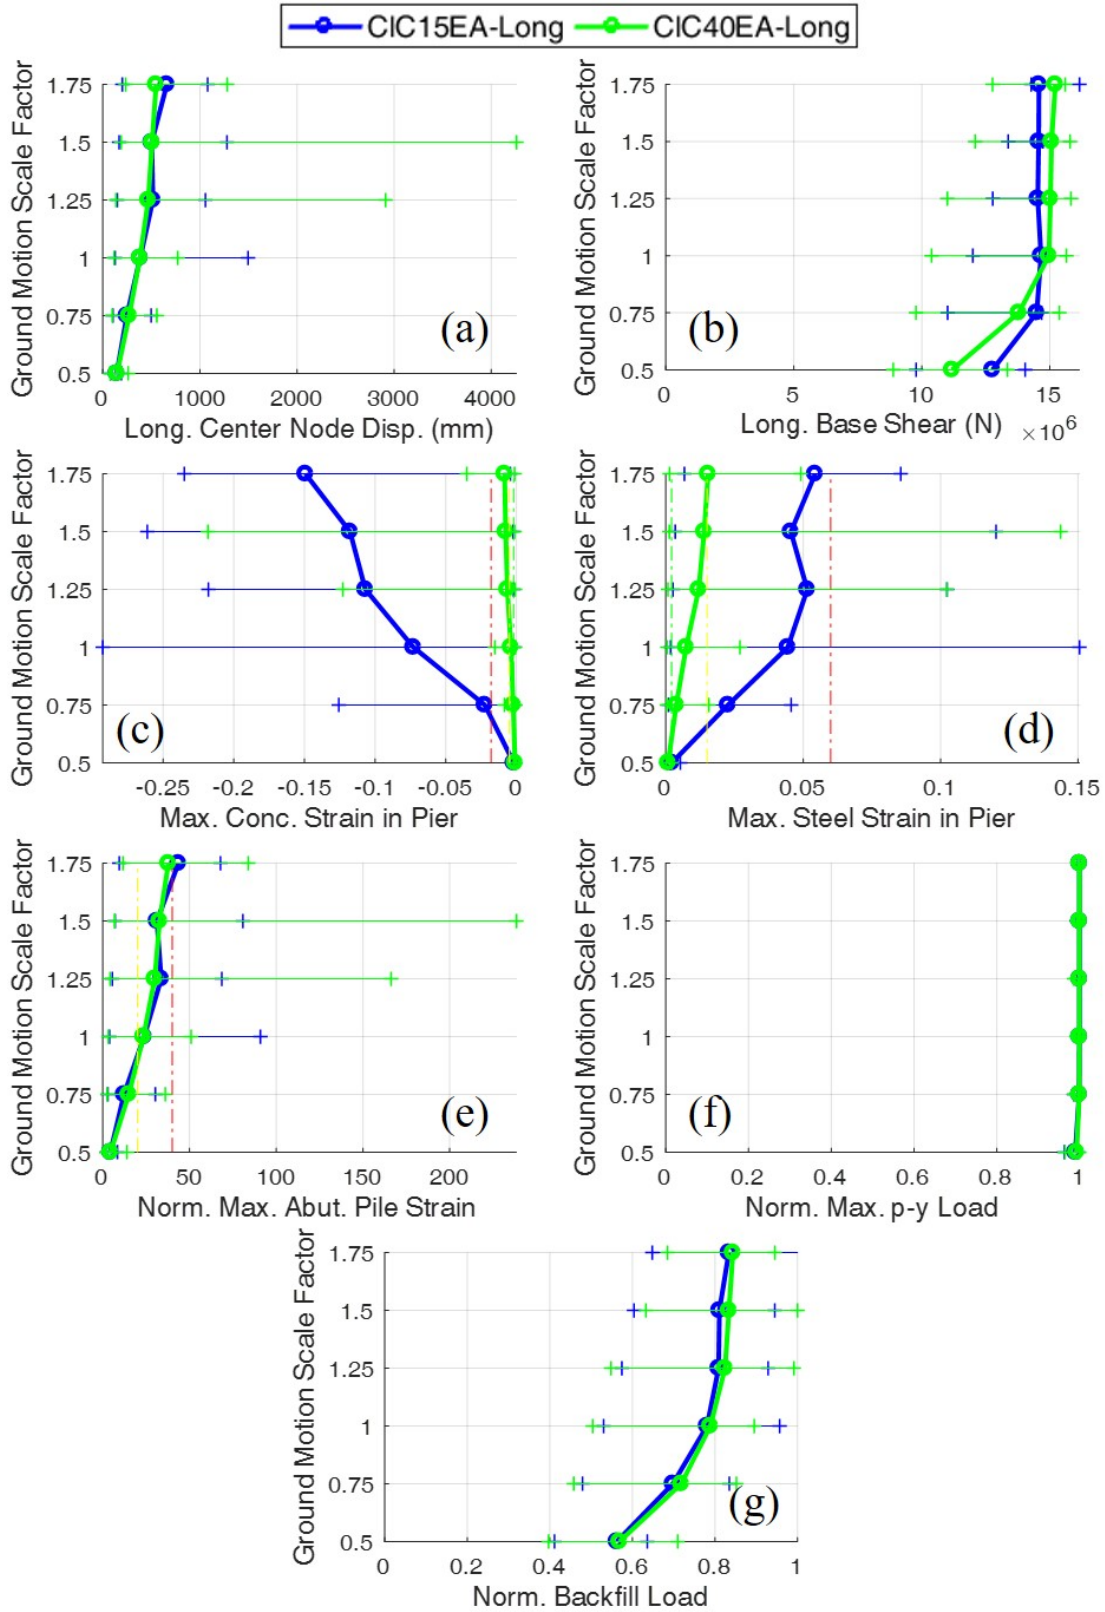 CIC15EA-Long CIC40EA-Long
Ground Motion Scale Factor
1.75
1.5
1.25
1
0.75
0.5
0 1000 2000 3000 4000
Long. Center Node Disp. (mm)
(a)
Ground Motion Scale Factor
1.75
1.5
1.25
1
0.75
0.5
0 5 10 15
Long. Base Shear (N) ×10^6
(b)
Ground Motion Scale Factor
1.75
1.5
1.25
1
0.75
0.5
-0.25 -0.2 -0.15 -0.1 -0.05 0
Max. Conc. Strain in Pier
(c)
Ground Motion Scale Factor
1.75
1.5
1.25
1
0.75
0.5
0 0.05 0.1 0.15
Max. Steel Strain in Pier
(d)
Ground Motion Scale Factor
1.75
1.5
1.25
1
0.75
0.5
0 50 100 150 200
Norm. Max. Abut. Pile Strain
(e)
Ground Motion Scale Factor
1.75
1.5
1.25
1
0.75
0.5
0 0.2 0.4 0.6 0.8 1
Norm. Max. p-y Load
(f)
Ground Motion Scale Factor
1.75
1.5
1.25
1
0.75
0.5
0 0.2 0.4 0.6 0.8 1
Norm. Backfill Load
(g)